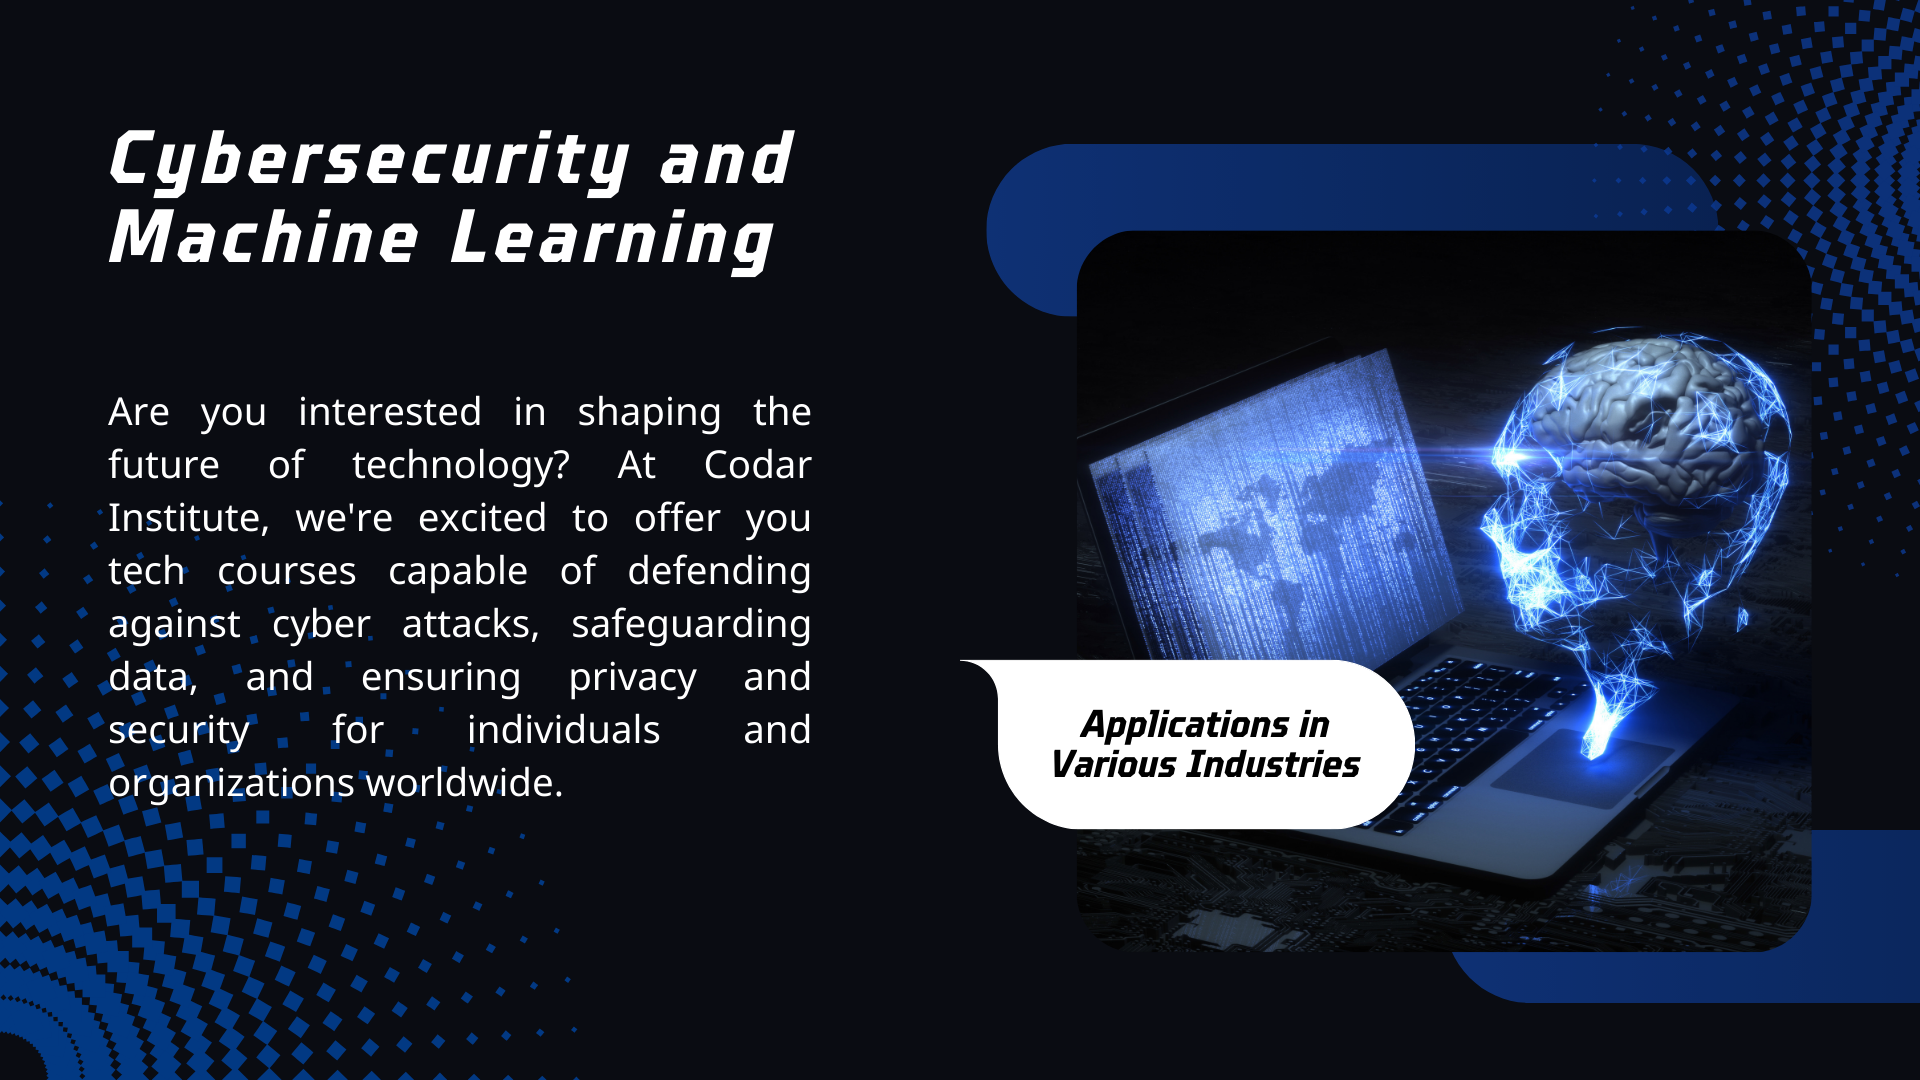 Cybersecurity and
Machine Learning
Are you interested in shaping the
future of technology? At Codar
Institute, we're excited to offer you
tech courses capable of defending
against cyber attacks, safeguarding
data, and ensuring privacy and
security for individuals and
organizations worldwide.
Applications in
Various Industries